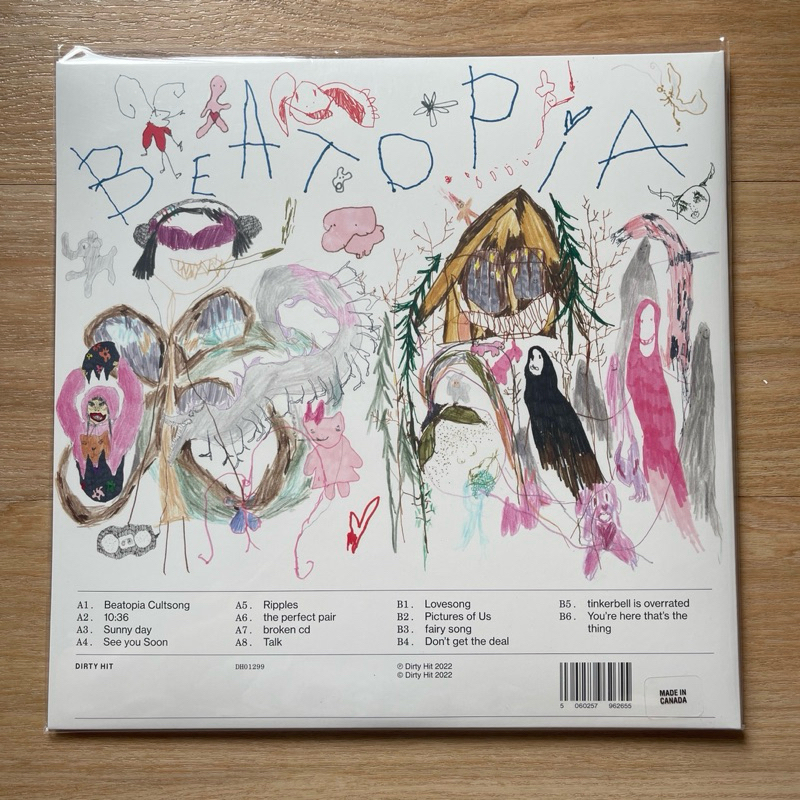 BEATOPiA
A1. Beatopia Cultsong
A2. 10:36
A3. Sunny day
A4. See you Soon
A5. Ripples
A6. the perfect pair
A7. broken cd
A8. Talk
B1. Lovesong
B2. Pictures of Us
B3. fairy song
B4. Don't get the deal
B5. tinkerbell is overrated
B6. You're here that's the
thing
DIRTY HIT
DH01299
℗ Dirty Hit 2022
© Dirty Hit 2022
5 060257 962655
MADE IN
CANADA